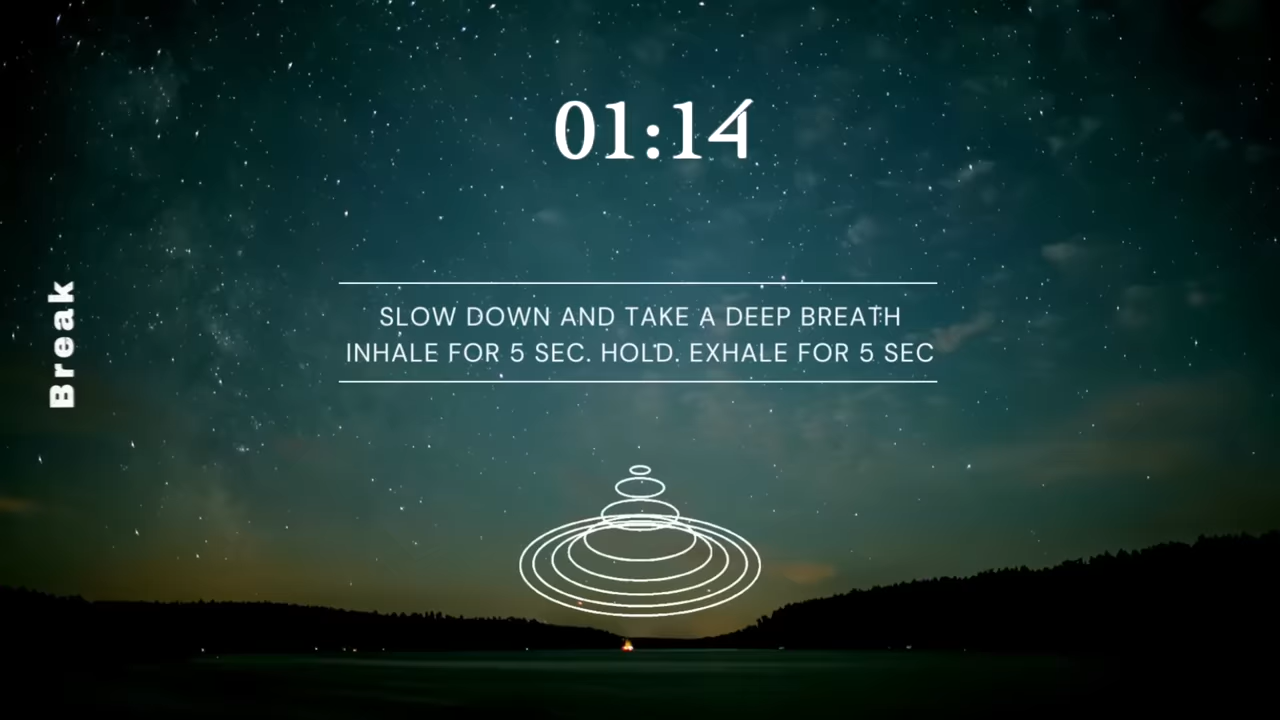 01:14
SLOW DOWN AND TAKE A DEEP BREATH
INHALE FOR 5 SEC. HOLD. EXHALE FOR 5 SEC
Break